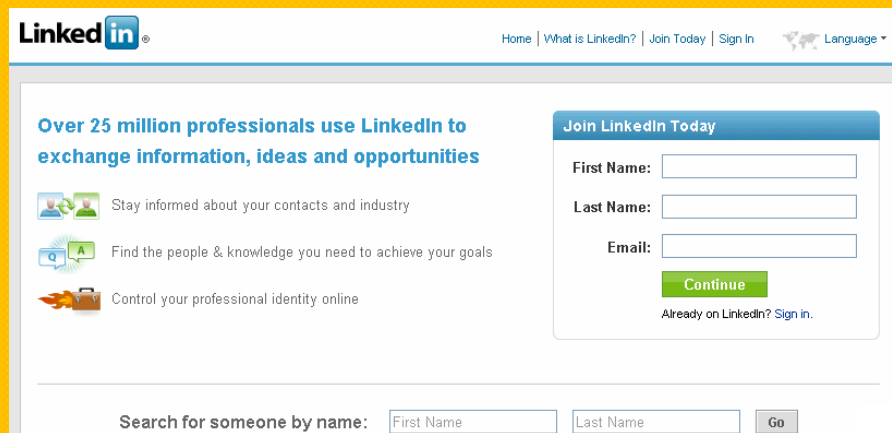 Linked in ®
Home | What is LinkedIn? | Join Today | Sign In Language
Over 25 million professionals use LinkedIn to
exchange information, ideas and opportunities
Stay informed about your contacts and industry
Q A
Find the people & knowledge you need to achieve your goals
Control your professional identity online
Join LinkedIn Today
First Name:
Last Name:
Email:
Continue
Already on LinkedIn? Sign in.
Search for someone by name: First Name Last Name Go